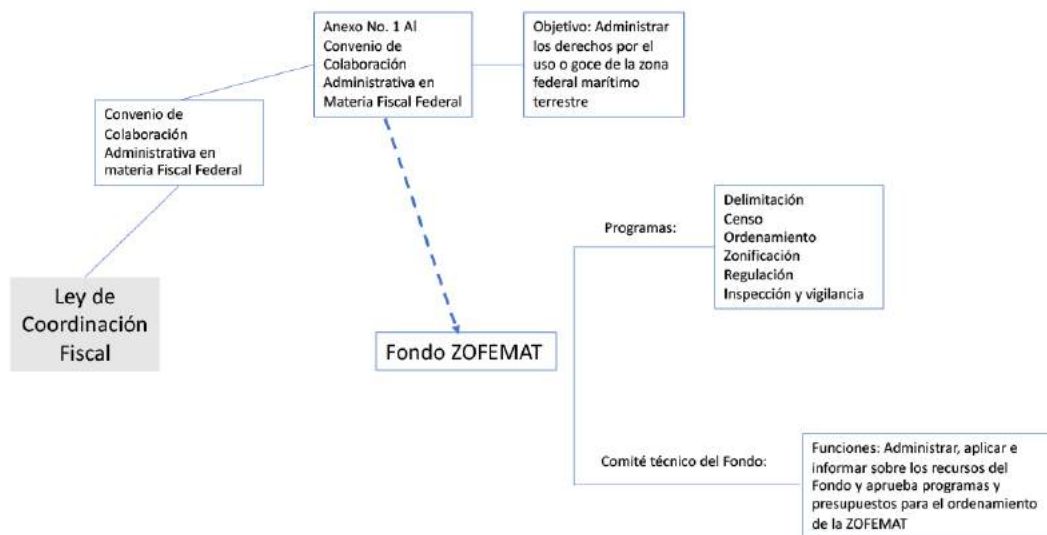 Anexo No. 1 Al
Convenio de
Colaboración
Administrativa en
Materia Fiscal Federal
Objetivo: Administrar
los derechos por el
uso o goce de la zona
federal marítimo
terrestre
Convenio de
Colaboración
Administrativa en
materia Fiscal Federal
Ley de
Coordinación
Fiscal
Fondo ZOFEMAT
Programas:
Delimitación
Censo
Ordenamiento
Zonificación
Regulación
Inspección y vigilancia
Comité técnico del Fondo:
Funciones: Administrar, aplicar e
informar sobre los recursos del
Fondo y aprueba programas y
presupuestos para el ordenamiento
de la ZOFEMAT